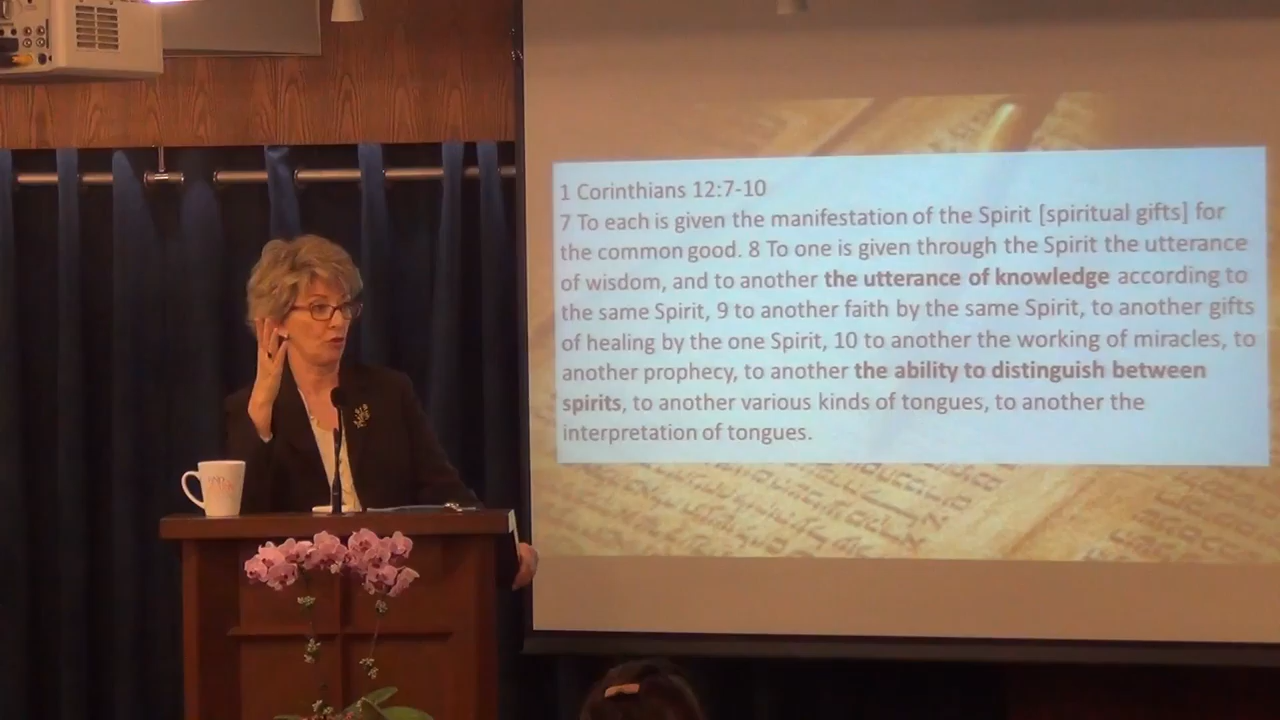 1 Corinthians 12:7-10
7 To each is given the manifestation of the Spirit [spiritual gifts] for
the common good. 8 To one is given through the Spirit the utterance
of wisdom, and to another the utterance of knowledge according to
the same Spirit, 9 to another faith by the same Spirit, to another gifts
of healing by the one Spirit, 10 to another the working of miracles, to
another prophecy, to another the ability to distinguish between
spirits, to another various kinds of tongues, to another the
interpretation of tongues.